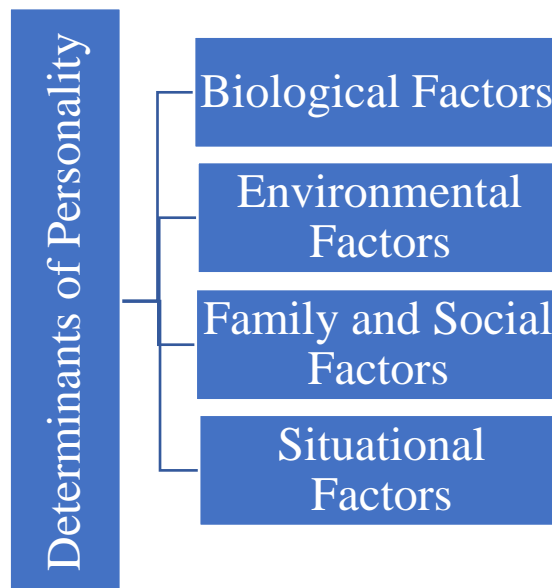 Determinants of Personality
Biological Factors
Environmental
Factors
Family and Social
Factors
Situational
Factors